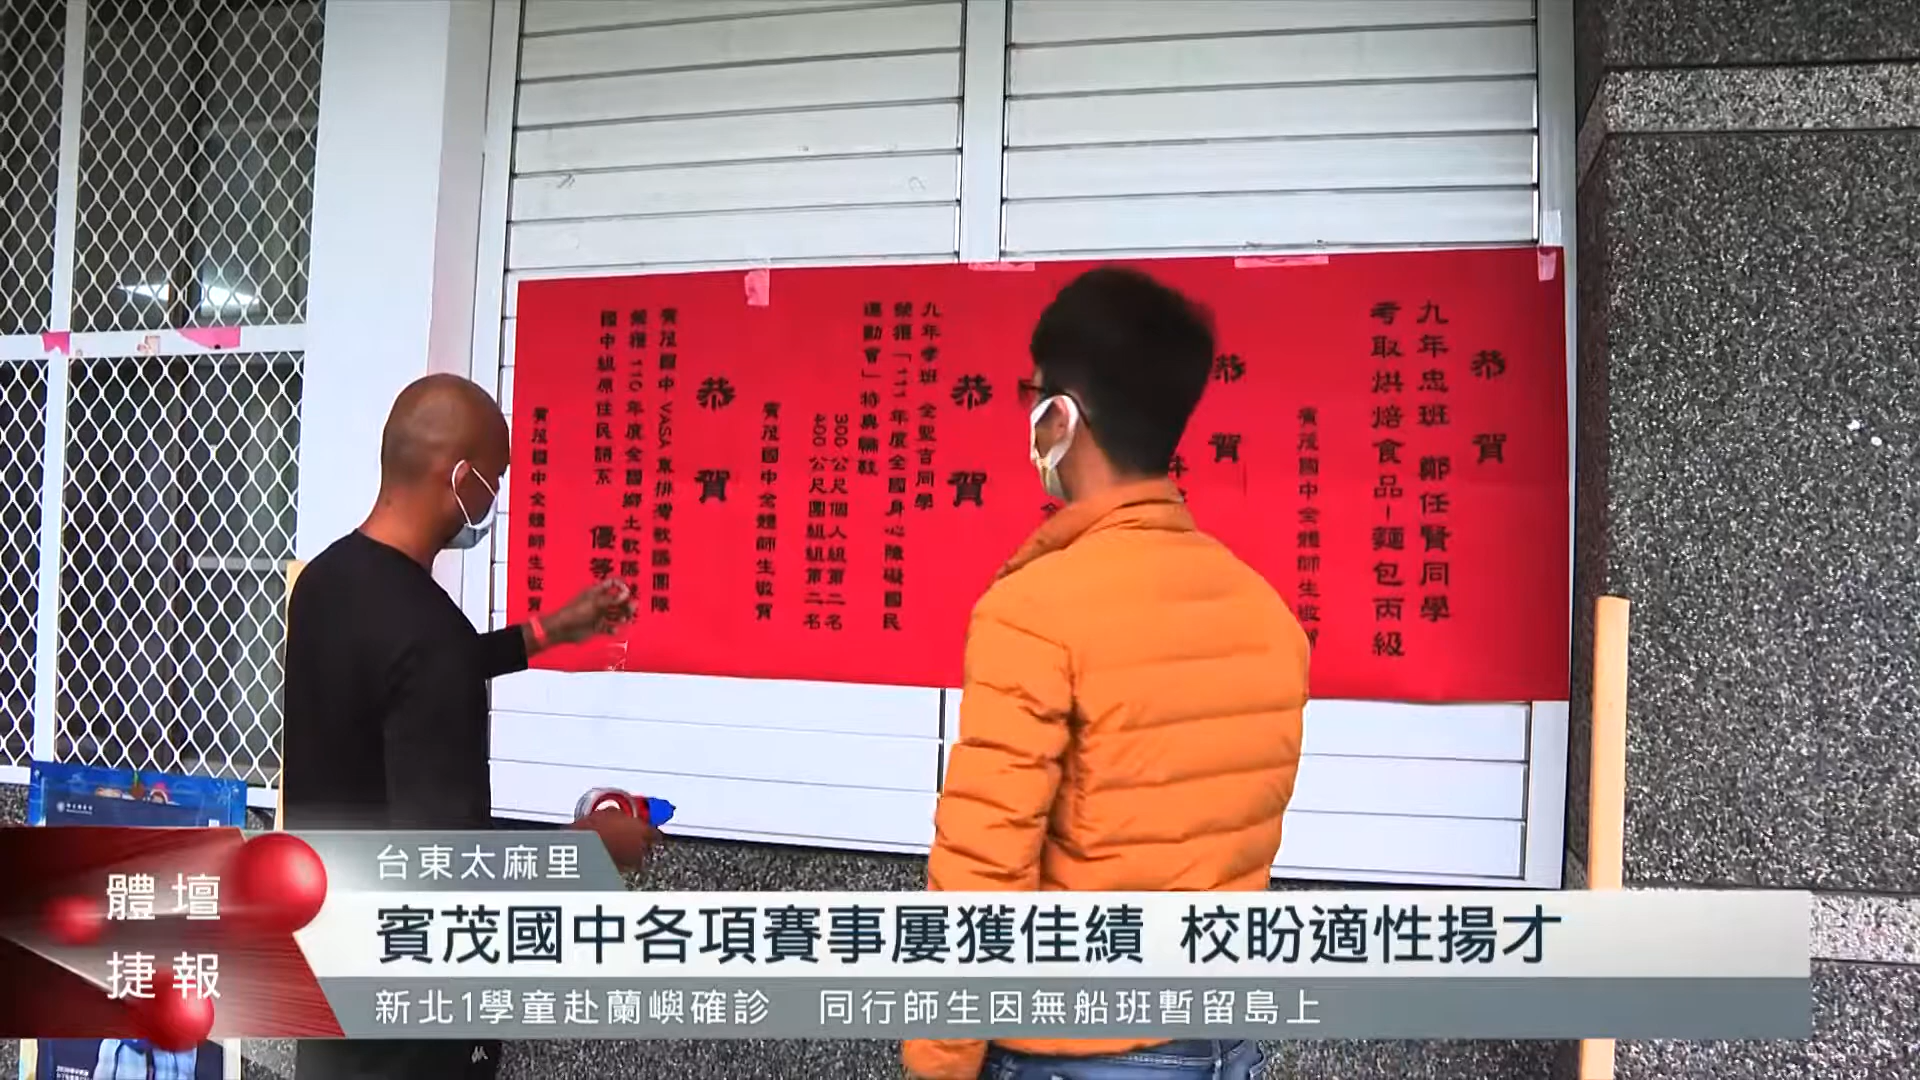 恭賀
九年忠班 鄭任賢同學
考取烘焙食品-麵包丙級
賓茂國中全體師生敬賀
恭賀
恭賀
九年孝班 全聖吉同學
榮獲「111年度全國身心障礙國民
運動會」特奧輪鞋
300公尺個人組第二名
400公尺團組組第二名
賓茂國中全體師生敬賀
恭賀
賓茂國中 VASA 東排灣歌謠團隊
榮獲 110 年度全國鄉土歌謠
國中組原住民語系 優等
賓茂國中全體師生敬賀
體壇
捷報
台東太麻里
賓茂國中各項賽事屢獲佳績 校盼適性揚才
新北1學童赴蘭嶼確診 同行師生因無船班暫留島上